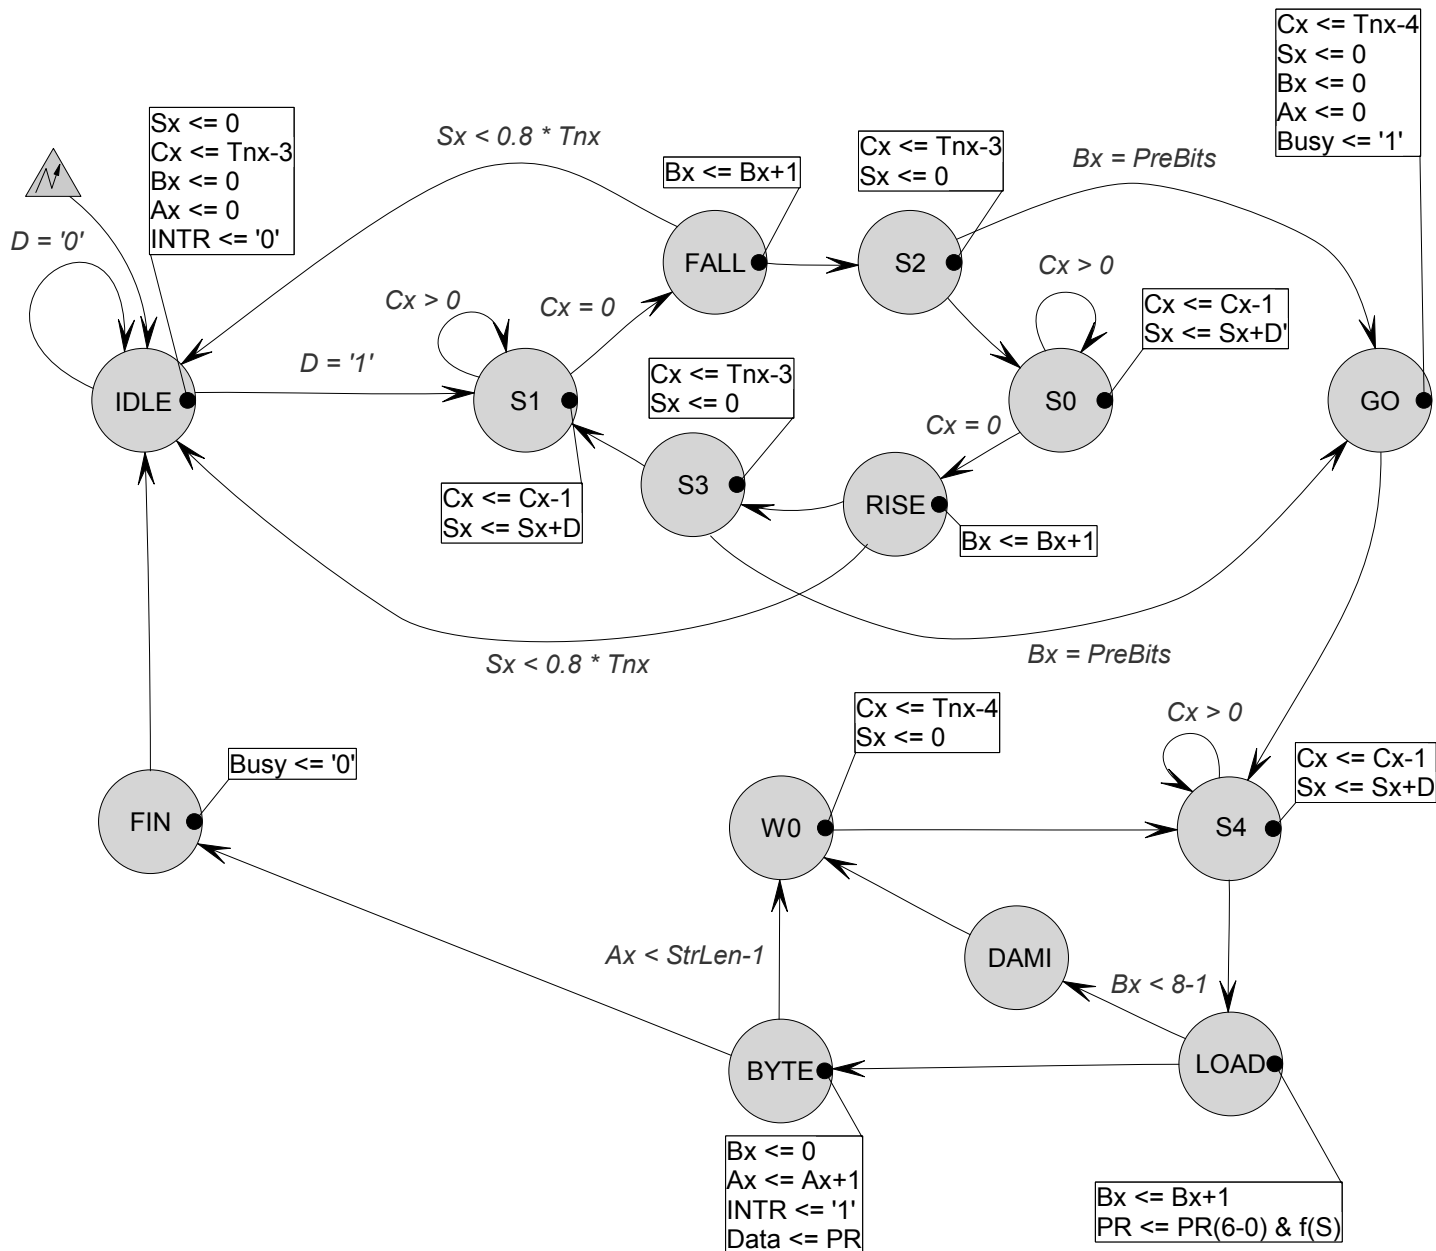 Cx <= Tnx-4
Sx <= 0
Bx <= 0
Ax <= 0
Busy <= '1'
Sx <= 0
Cx <= Tnx-3
Bx <= 0
Ax <= 0
INTR <= '0'
Sx < 0.8 * Tnx
Cx <= Tnx-3
Sx <= 0
Bx = PreBits
Bx <= Bx+1
D = '0'
FALL
S2
Cx > 0
Cx > 0
Cx = 0
Cx <= Cx-1
Sx <= Sx+D'
D = '1'
Cx <= Tnx-3
Sx <= 0
IDLE
S1
S0
GO
Cx = 0
S3
RISE
Cx <= Cx-1
Sx <= Sx+D
Bx <= Bx+1
Sx < 0.8 * Tnx
Bx = PreBits
Cx <= Tnx-4
Sx <= 0
Cx > 0
Busy <= '0'
Cx <= Cx-1
Sx <= Sx+D
FIN
W0
S4
Ax < StrLen-1
DAMI
Bx < 8-1
BYTE
LOAD
Bx <= 0
Ax <= Ax+1
INTR <= '1'
Data <= PR
Bx <= Bx+1
PR <= PR(6-0) & f(S)